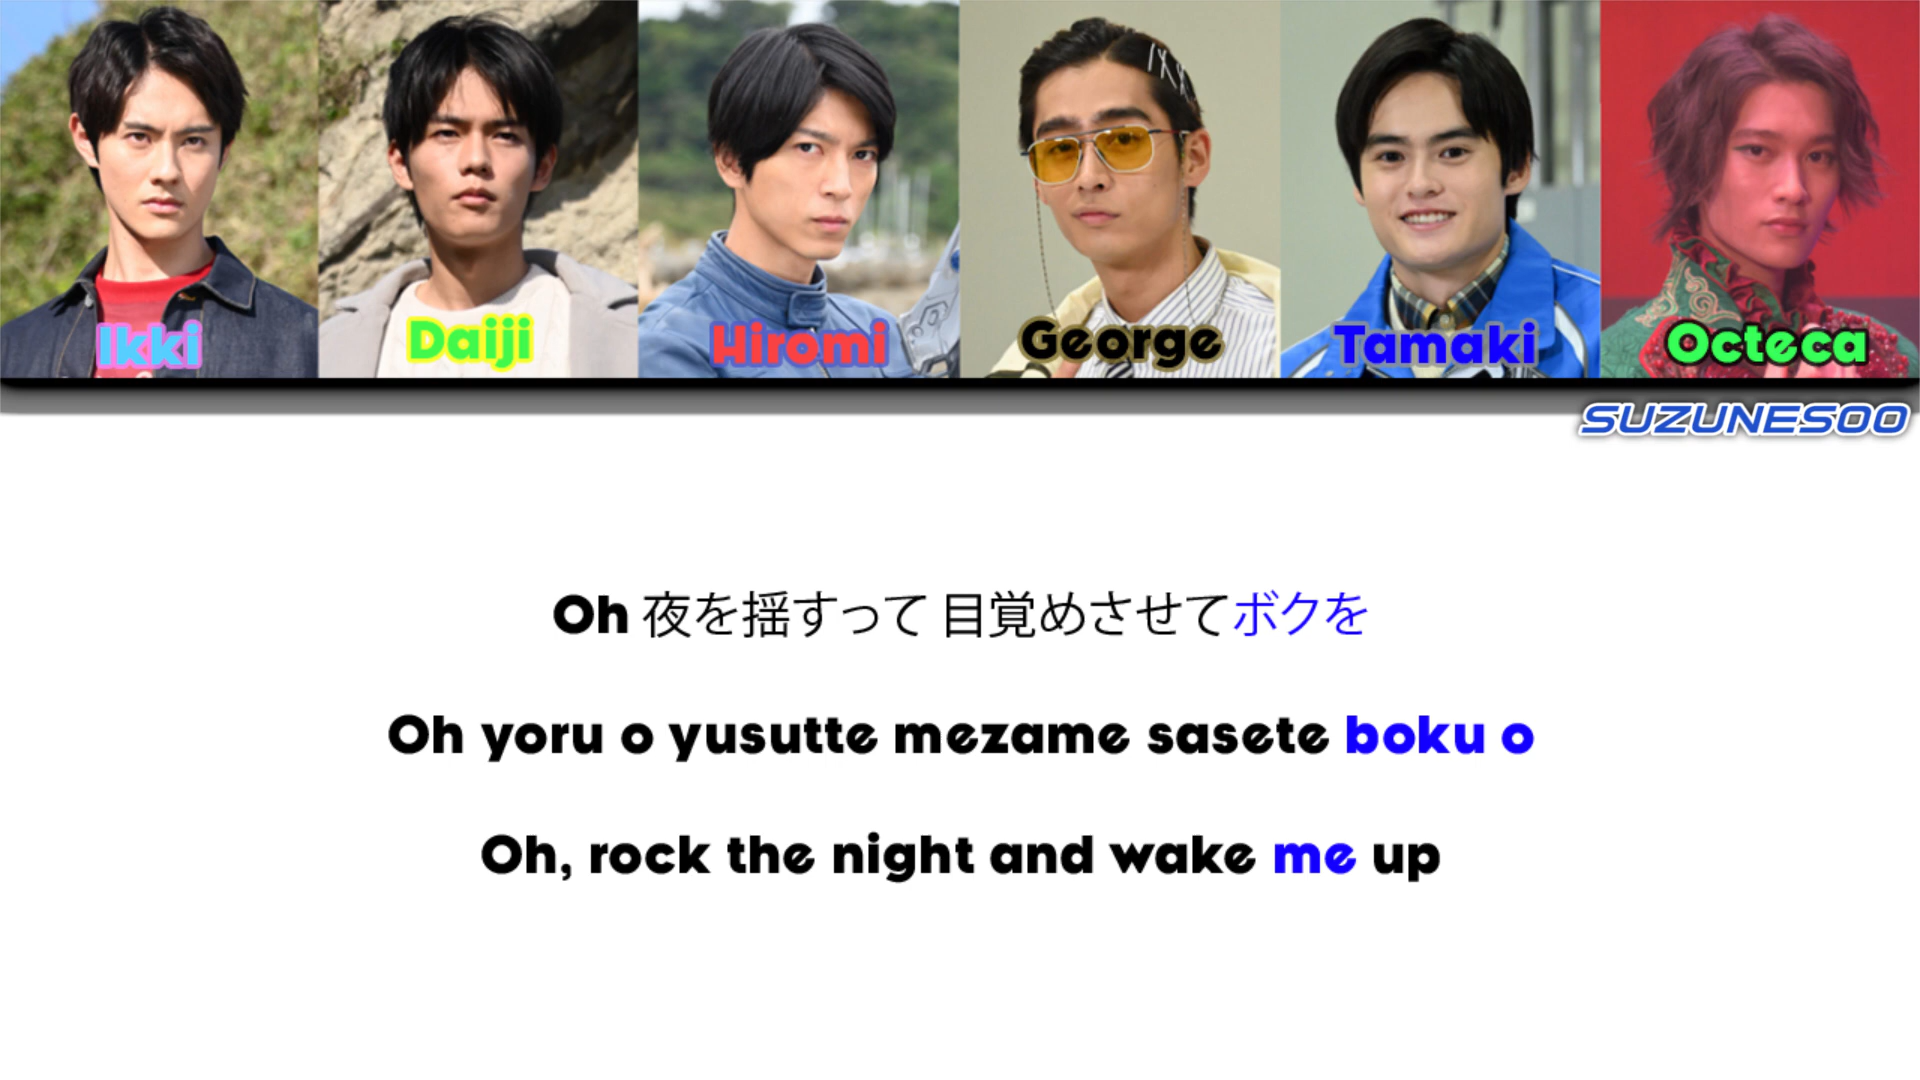 Ikki
Daiji
Hiromi
George
Tamaki
Octeca
SUZUNESOO
Oh 夜を揺すって 目覚めさせてボクを
Oh yoru o yusutte mezame sasete boku o
Oh, rock the night and wake me up